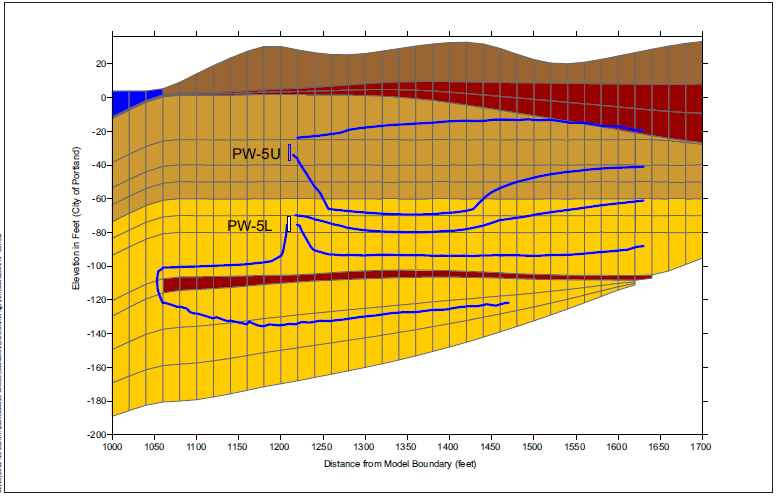 20
0
-20
-40
-60
-80
-100
-120
-140
-160
-180
-200
Elevation in Feet (City of Portland)
PW-5U
PW-5L
1000 1050 1100 1150 1200 1250 1300 1350 1400 1450 1500 1550 1600 1650 1700
Distance from Model Boundary (feet)